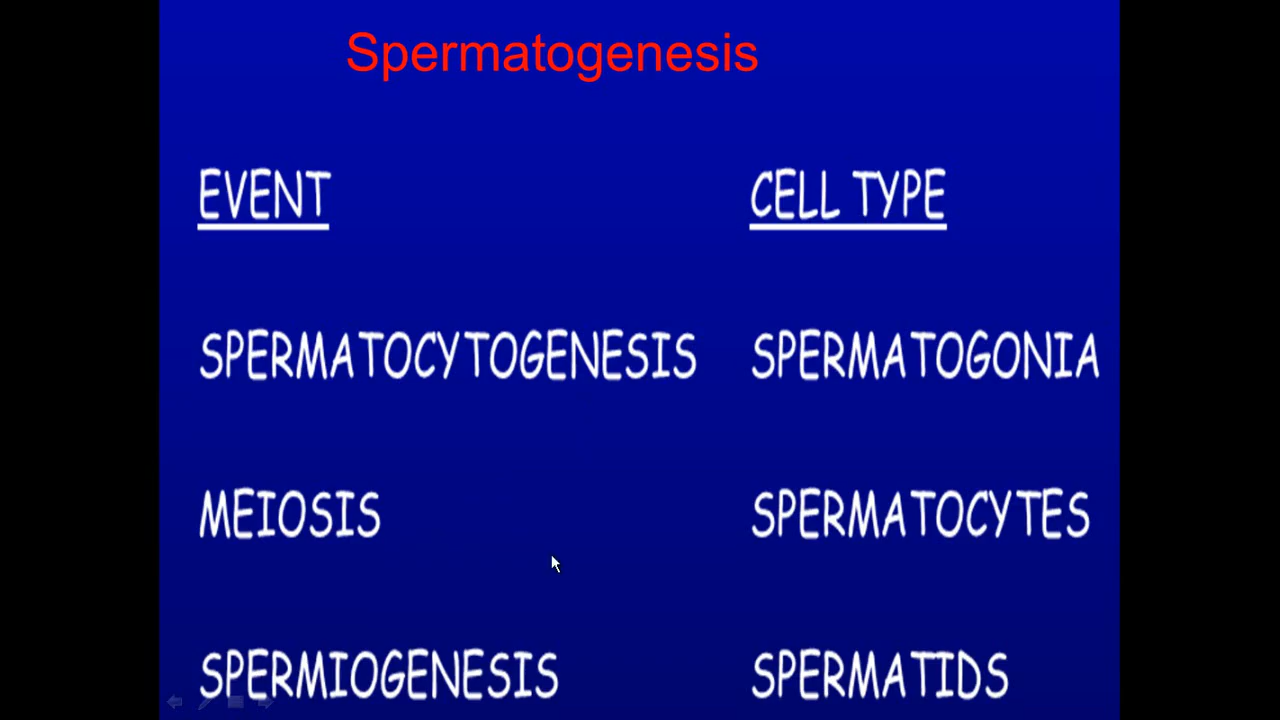 Spermatogenesis
EVENT CELL TYPE
SPERMATOCYTOGENESIS SPERMATOGONIA
MEIOSIS SPERMATOCYTES
SPERMIOGENESIS SPERMATIDS